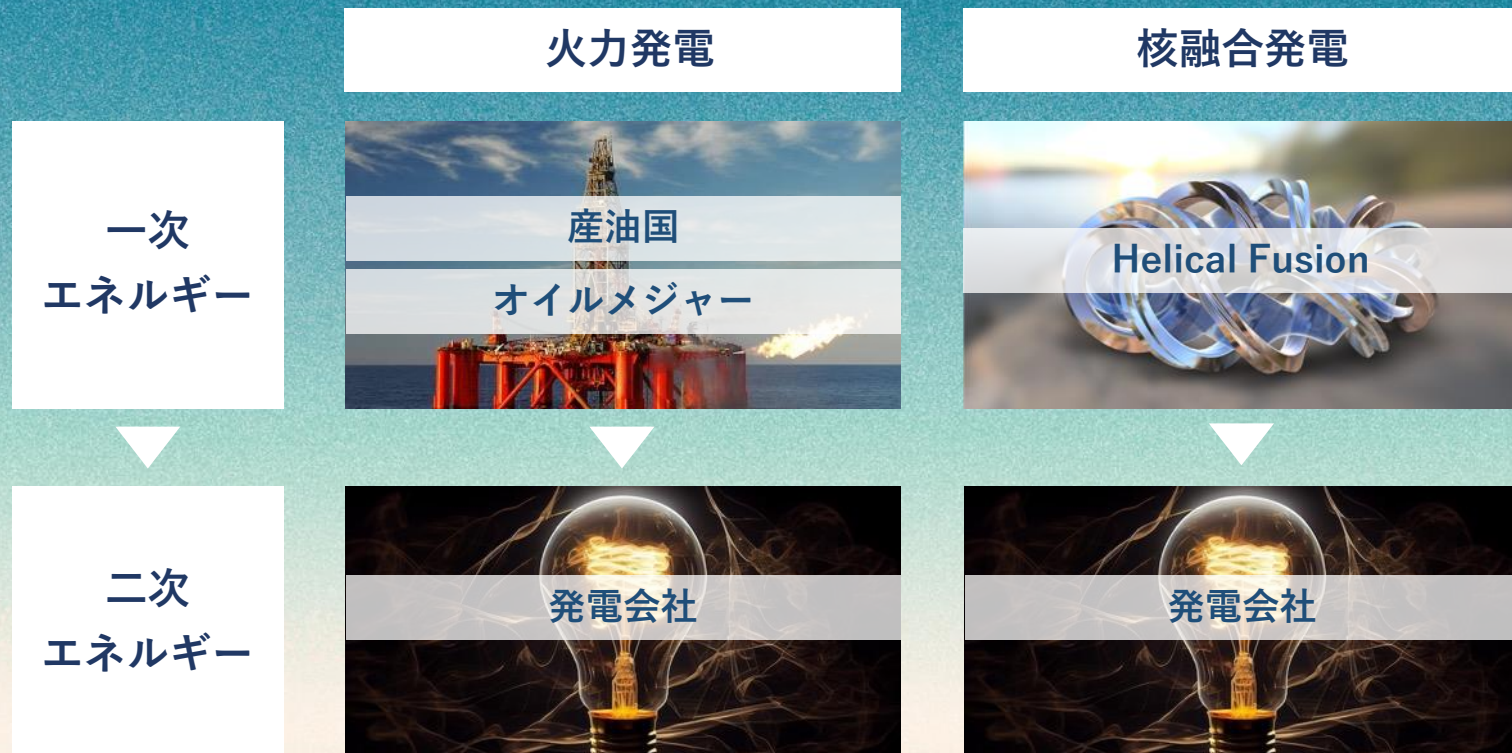 火力発電
核融合発電
一次
エネルギー
産油国
オイルメジャー
Helical Fusion
二次
エネルギー
発電会社
発電会社